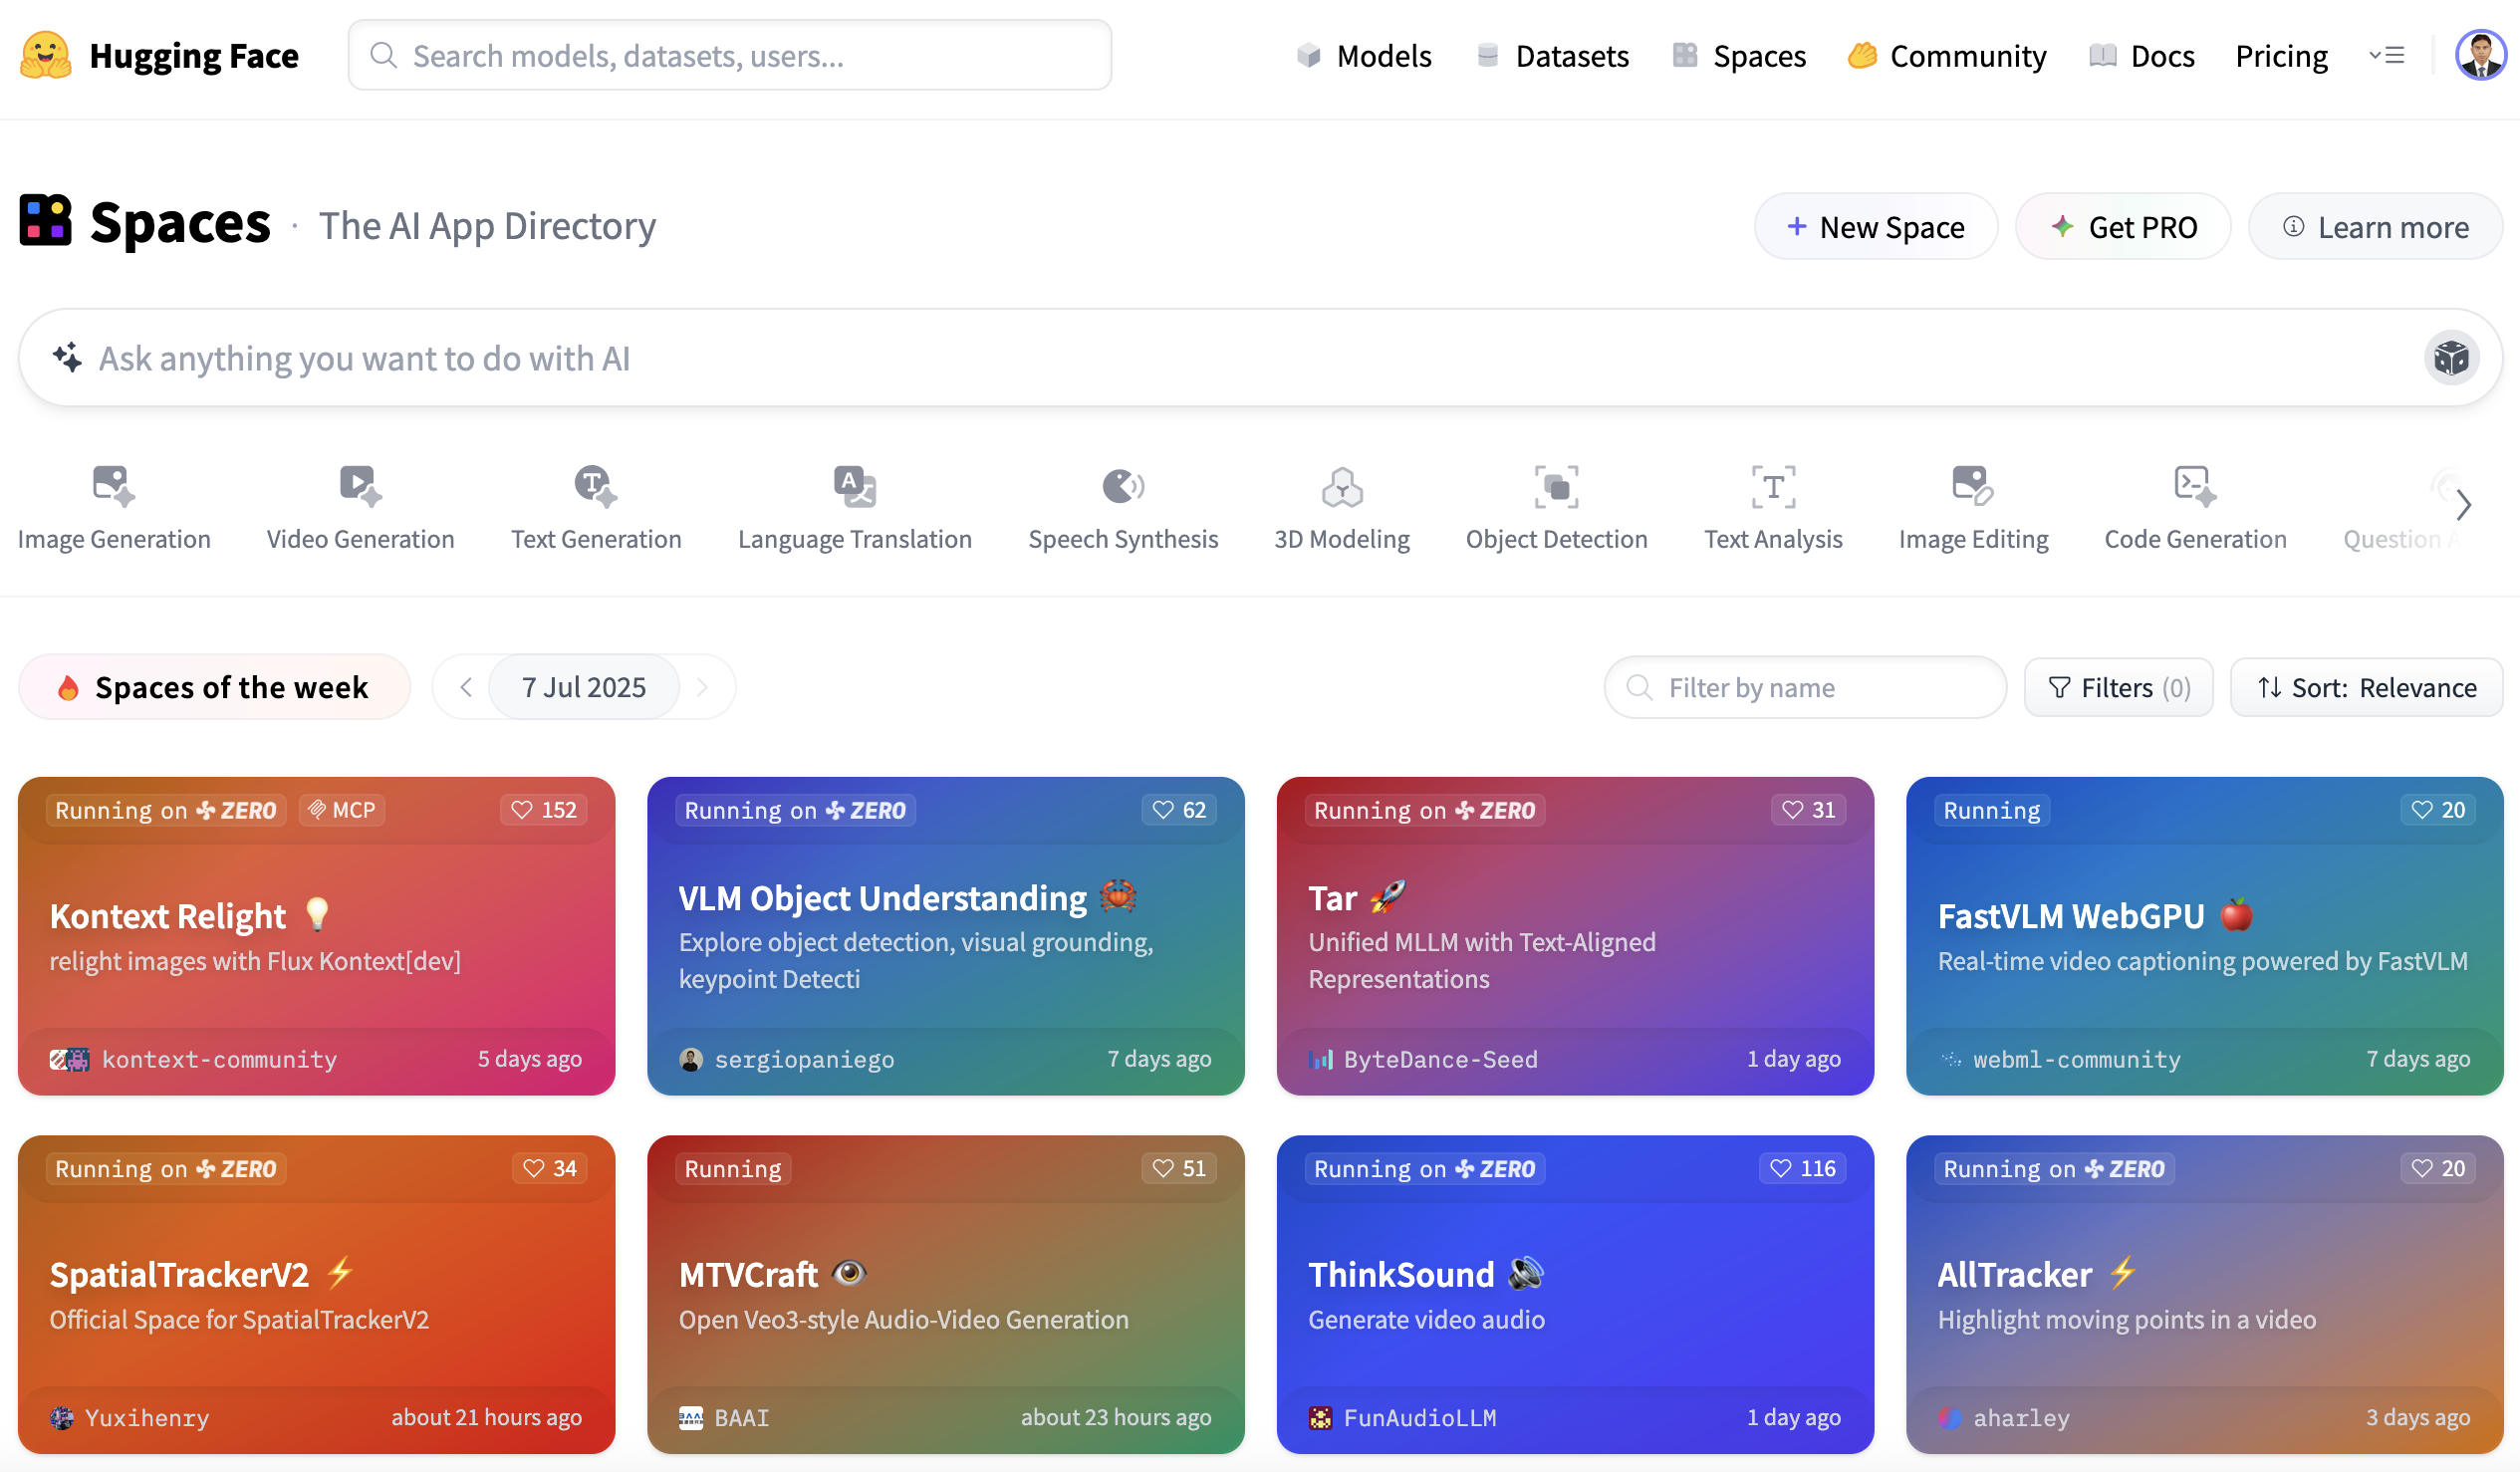 Hugging Face
Search models, datasets, users...
Models
Datasets
Spaces
Community
Docs
Pricing
Spaces · The AI App Directory
+ New Space
Get PRO
Learn more
Ask anything you want to do with AI
Image Generation
Video Generation
Text Generation
Language Translation
Speech Synthesis
3D Modeling
Object Detection
Text Analysis
Image Editing
Code Generation
Question
Spaces of the week
7 Jul 2025
Filter by name
Filters (0)
Sort: Relevance
Running on ZERO
MCP
152
Kontext Relight
relight images with Flux Kontext[dev]
kontext-community
5 days ago
Running on ZERO
62
VLM Object Understanding
Explore object detection, visual grounding,
keypoint Detecti
sergiopaniego
7 days ago
Running on ZERO
31
Tar
Unified MLLM with Text-Aligned
Representations
ByteDance-Seed
1 day ago
Running
20
FastVLM WebGPU
Real-time video captioning powered by FastVLM
webml-community
7 days ago
Running on ZERO
34
SpatialTrackerV2
Official Space for SpatialTrackerV2
Yuxihenry
about 21 hours ago
Running
51
MTVCraft
Open Veo3-style Audio-Video Generation
BAAI
BAAI
about 23 hours ago
Running on ZERO
116
ThinkSound
Generate video audio
FunAudioLLM
1 day ago
Running on ZERO
20
AllTracker
Highlight moving points in a video
aharley
3 days ago